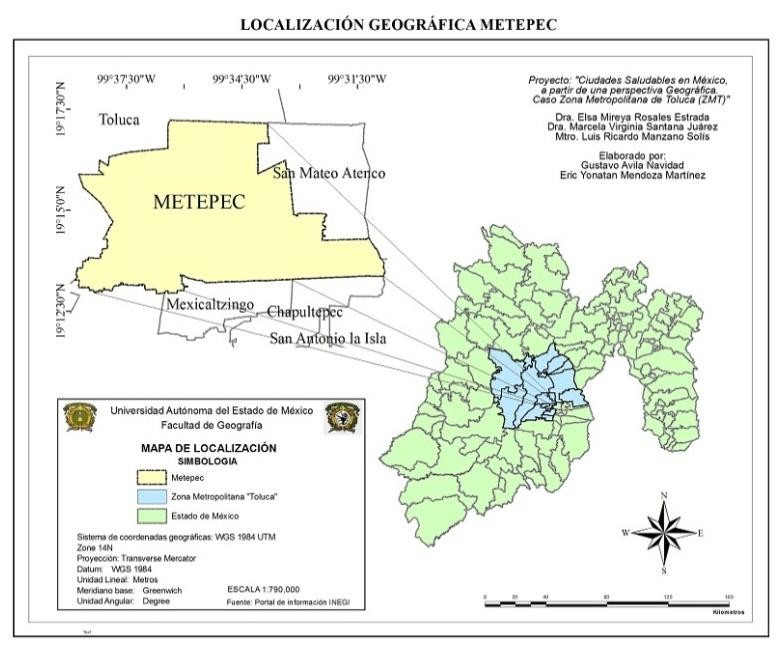 LOCALIZACIÓN GEOGRÁFICA METEPEC
99°37'30"W 99°34'30"W 99°31'30"W
Proyecto: "Ciudades Saludables en México,
a partir de una perspectiva Geográfica.
Caso Zona Metropolitana de Toluca (ZMT)"
Dra. Elsa Mireya Rosales Estrada
Dra. Marcela Virginia Santana Juárez
Mtro. Luis Ricardo Manzano Solís
Elaborado por:
Gustavo Avila Navidad
Eric Yonatan Mendoza Martínez
19°17'30"N
19°15'0"N
19°12'30"N
Toluca
San Mateo Atenco
METEPEC
Mexicaltzingo
Chapultepec
San Antonio la Isla
Universidad Autónoma del Estado de México
Facultad de Geografía
MAPA DE LOCALIZACIÓN
SIMBOLOGIA
Metepec
Zona Metropolitana "Toluca"
Estado de México
Sistema de coordenadas geográficas: WGS 1984 UTM
Zone 14N
Proyección: Transverse Mercator
Datum: WGS 1984
Unidad Lineal: Metros
Meridiano base: Greenwich
Unidad Angular: Degree
ESCALA 1:790,000
Fuente: Portal de información INEGI
N
W E
S
0 20 40 80 120 160
Kilometros
Text